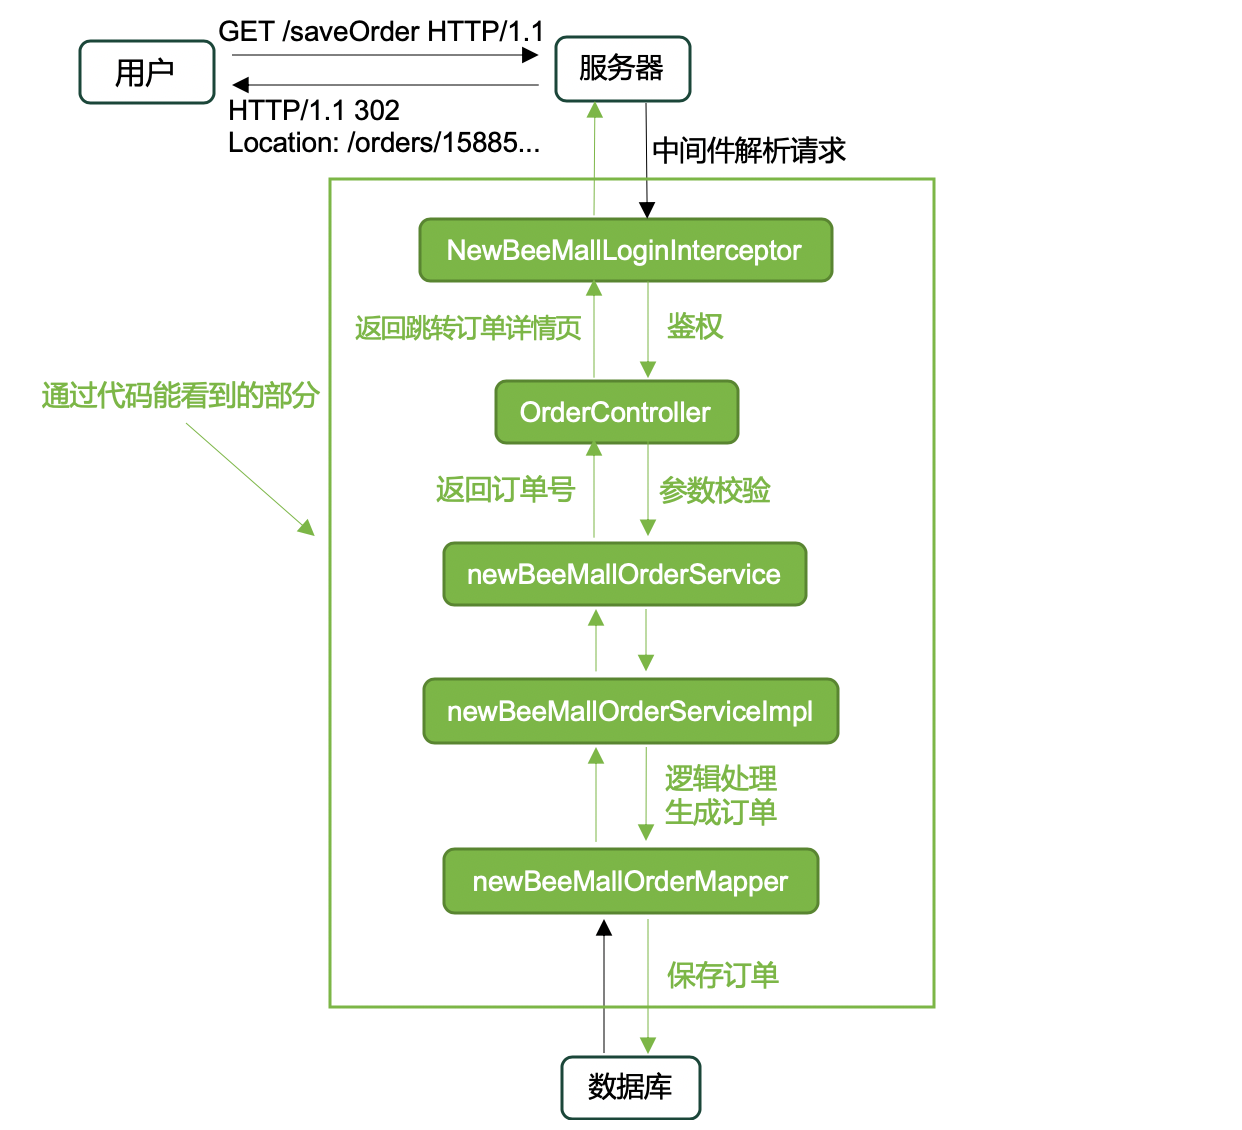 GET /saveOrder HTTP/1.1
用户
服务器
HTTP/1.1 302
Location: /orders/15885...
中间件解析请求
NewBeeMallLoginInterceptor
返回跳转订单详情页
鉴权
通过代码能看到的部分
OrderController
返回订单号
参数校验
newBeeMallOrderService
newBeeMallOrderServiceImpl
逻辑处理
生成订单
newBeeMallOrderMapper
保存订单
数据库